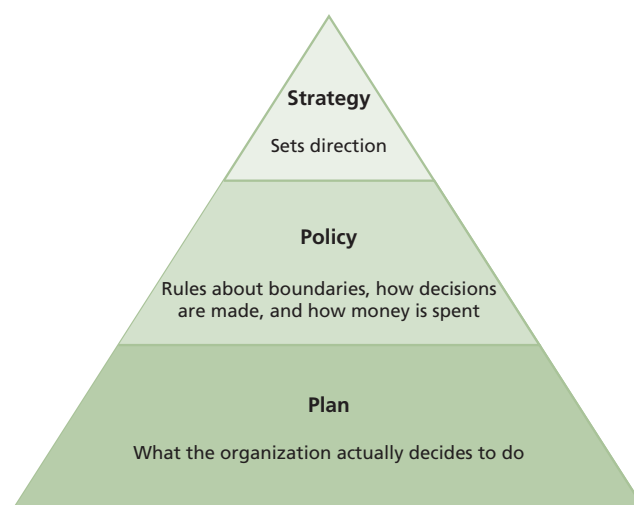 Strategy
Sets direction
Policy
Rules about boundaries, how decisions
are made, and how money is spent
Plan
What the organization actually decides to do